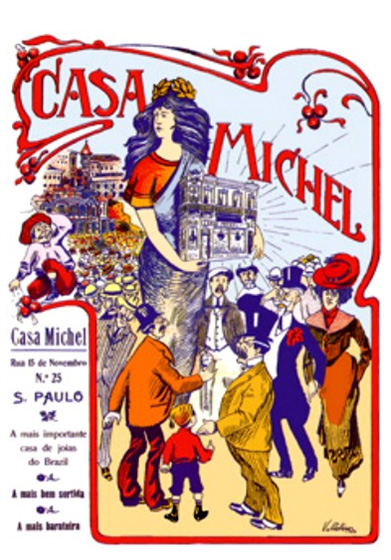 CASA
MICHEL
Casa Michel
Rua 15 de Novembro
N.º 25
S. PAULO
A mais importante
casa de joias
do Brazil
A mais bem sortida
A mais barateira